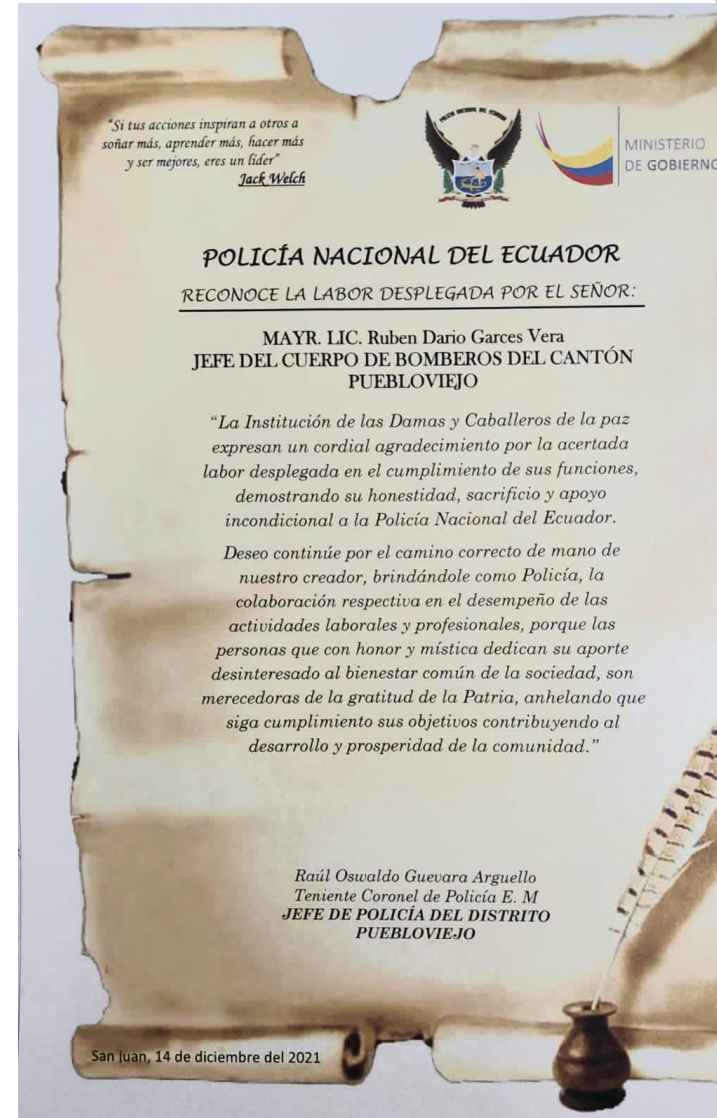 "Si tus acciones inspiran a otros a
soñar más, aprender más, hacer más
y ser mejores, eres un líder"
Jack Welch
POLICIA NACIONAL DEL ECUADOR
MINISTERIO
DE GOBIERNO
POLICÍA NACIONAL DEL ECUADOR
RECONOCE LA LABOR DESPLEGADA POR EL SEÑOR:
MAYR. LIC. Ruben Dario Garces Vera
JEFE DEL CUERPO DE BOMBEROS DEL CANTÓN
PUEBLOVIEJO
"La Institución de las Damas y Caballeros de la paz
expresan un cordial agradecimiento por la acertada
labor desplegada en el cumplimiento de sus funciones,
demostrando su honestidad, sacrificio y apoyo
incondicional a la Policía Nacional del Ecuador.
Deseo continúe por el camino correcto de mano de
nuestro creador, brindándole como Policía, la
colaboración respectiva en el desempeño de las
actividades laborales y profesionales, porque las
personas que con honor y mística dedican su aporte
desinteresado al bienestar común de la sociedad, son
merecedoras de la gratitud de la Patria, anhelando que
siga cumplimiento sus objetivos contribuyendo al
desarrollo y prosperidad de la comunidad."
Raúl Oswaldo Guevara Arguello
Teniente Coronel de Policía E. M
JEFE DE POLICÍA DEL DISTRITO
PUEBLOVIEJO
San juan, 14 de diciembre del 2021